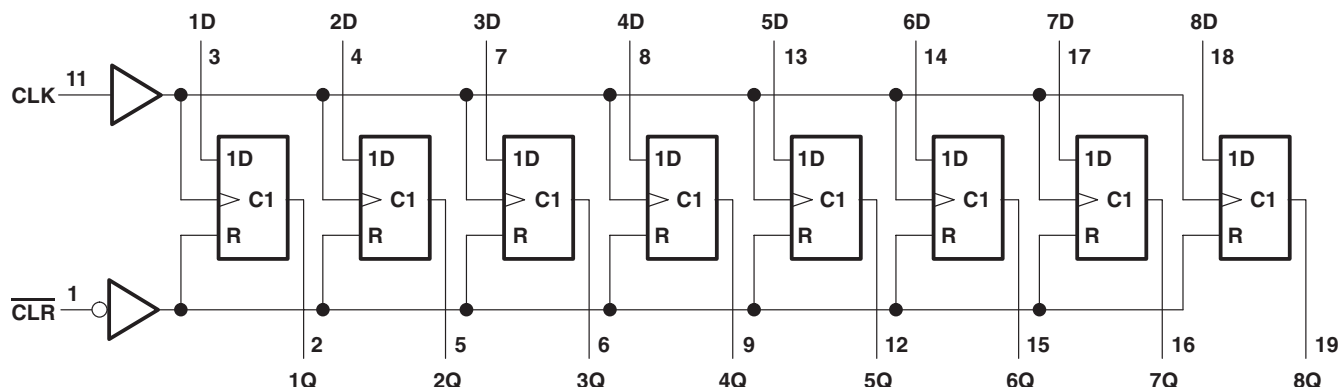 1D 2D 3D 4D 5D 6D 7D 8D
3 4 7 8 13 14 17 18
CLK 11
1D 1D 1D 1D 1D 1D 1D 1D
C1 C1 C1 C1 C1 C1 C1 C1
R R R R R R R R
C̅L̅R̅ 1
2 5 6 9 12 15 16 19
1Q 2Q 3Q 4Q 5Q 6Q 7Q 8Q